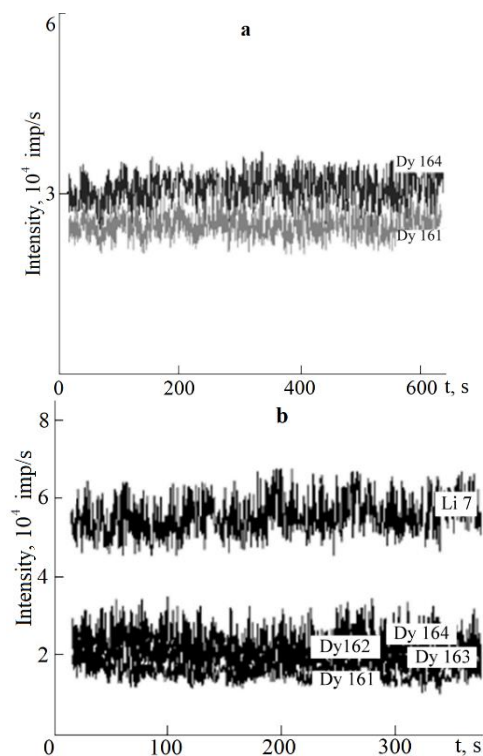 a
6
3
0
Intensity, 10⁴ imp/s
Dy 164
Dy 161
200
400
600
t, s
b
8
6
4
2
0
Intensity, 10⁴ imp/s
Li 7
Dy162
Dy 164
Dy 163
Dy 161
100
200
300
t, s